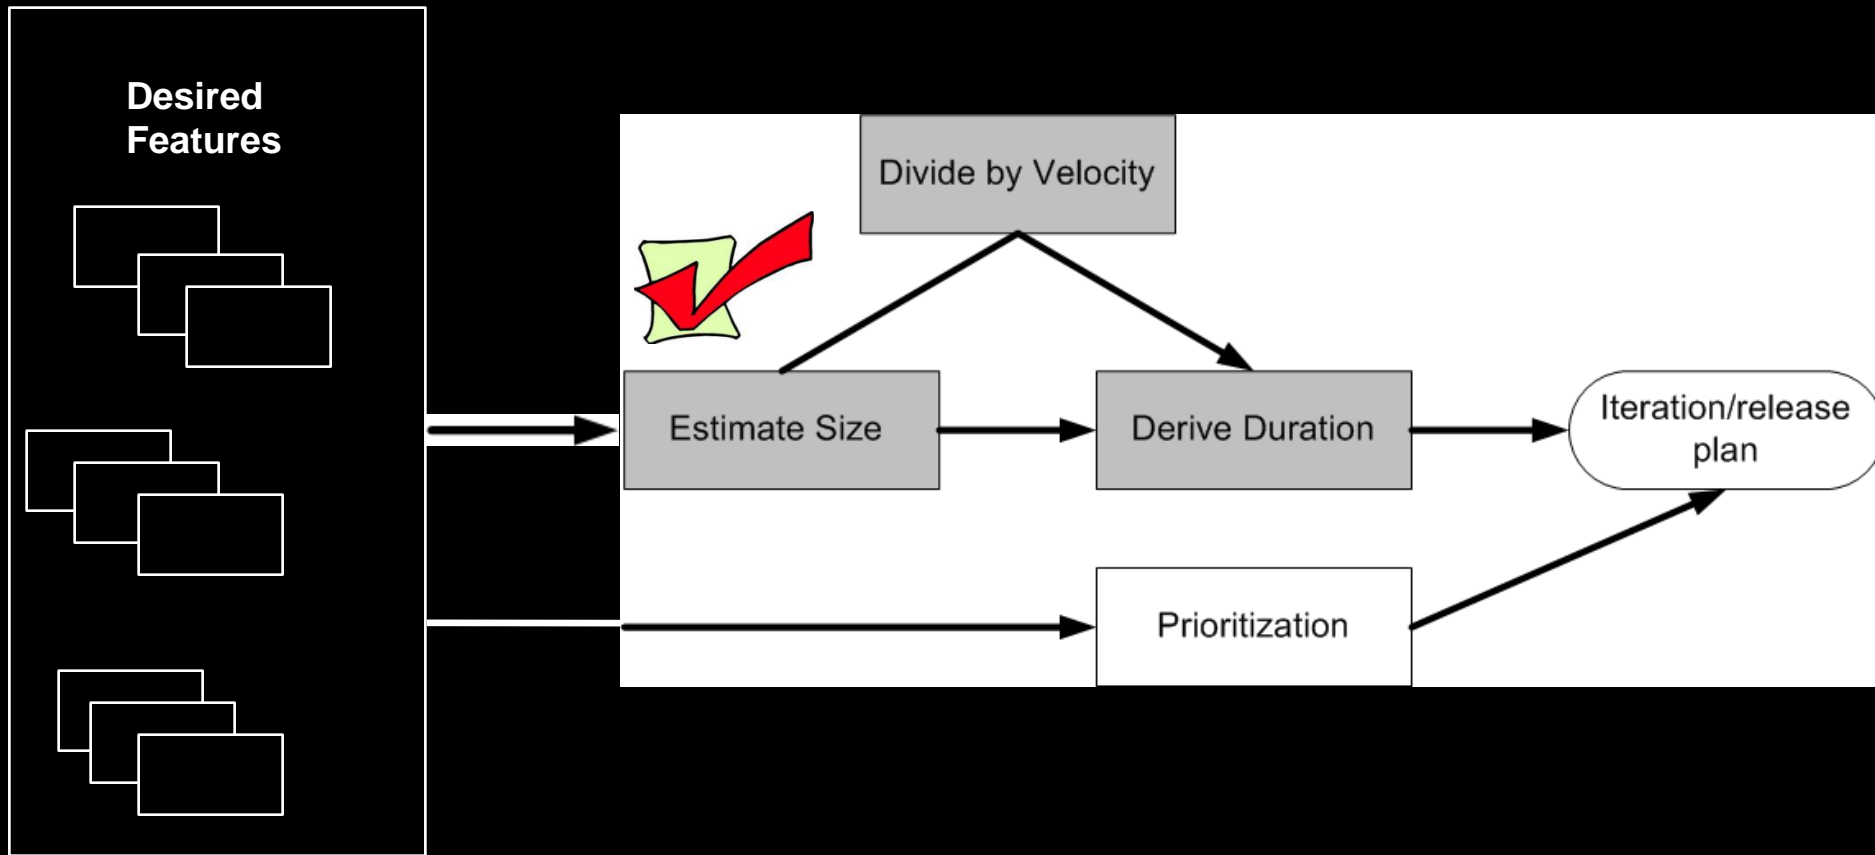 Desired
Features
Divide by Velocity
Estimate Size
Derive Duration
Iteration/release
plan
Prioritization